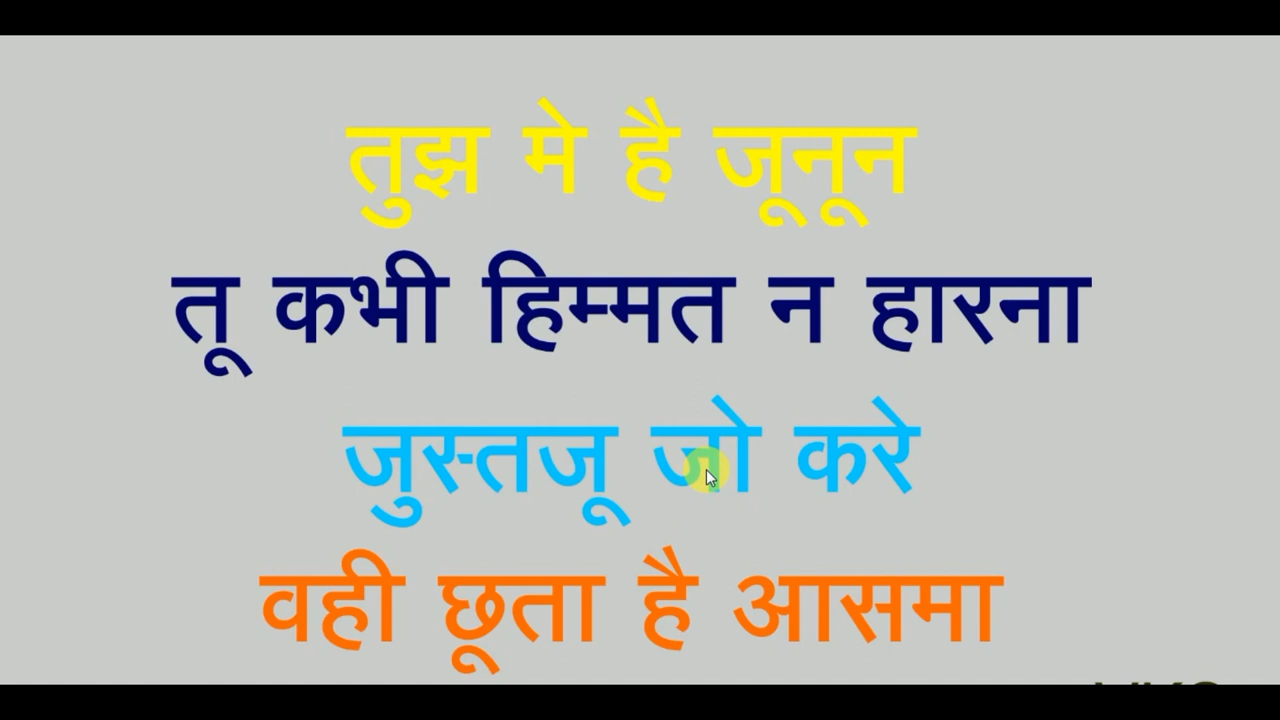 तुझ मे है जूनून
तू कभी हिम्मत न हारना
जुस्तजू जो करे
वही छूता है आसमा